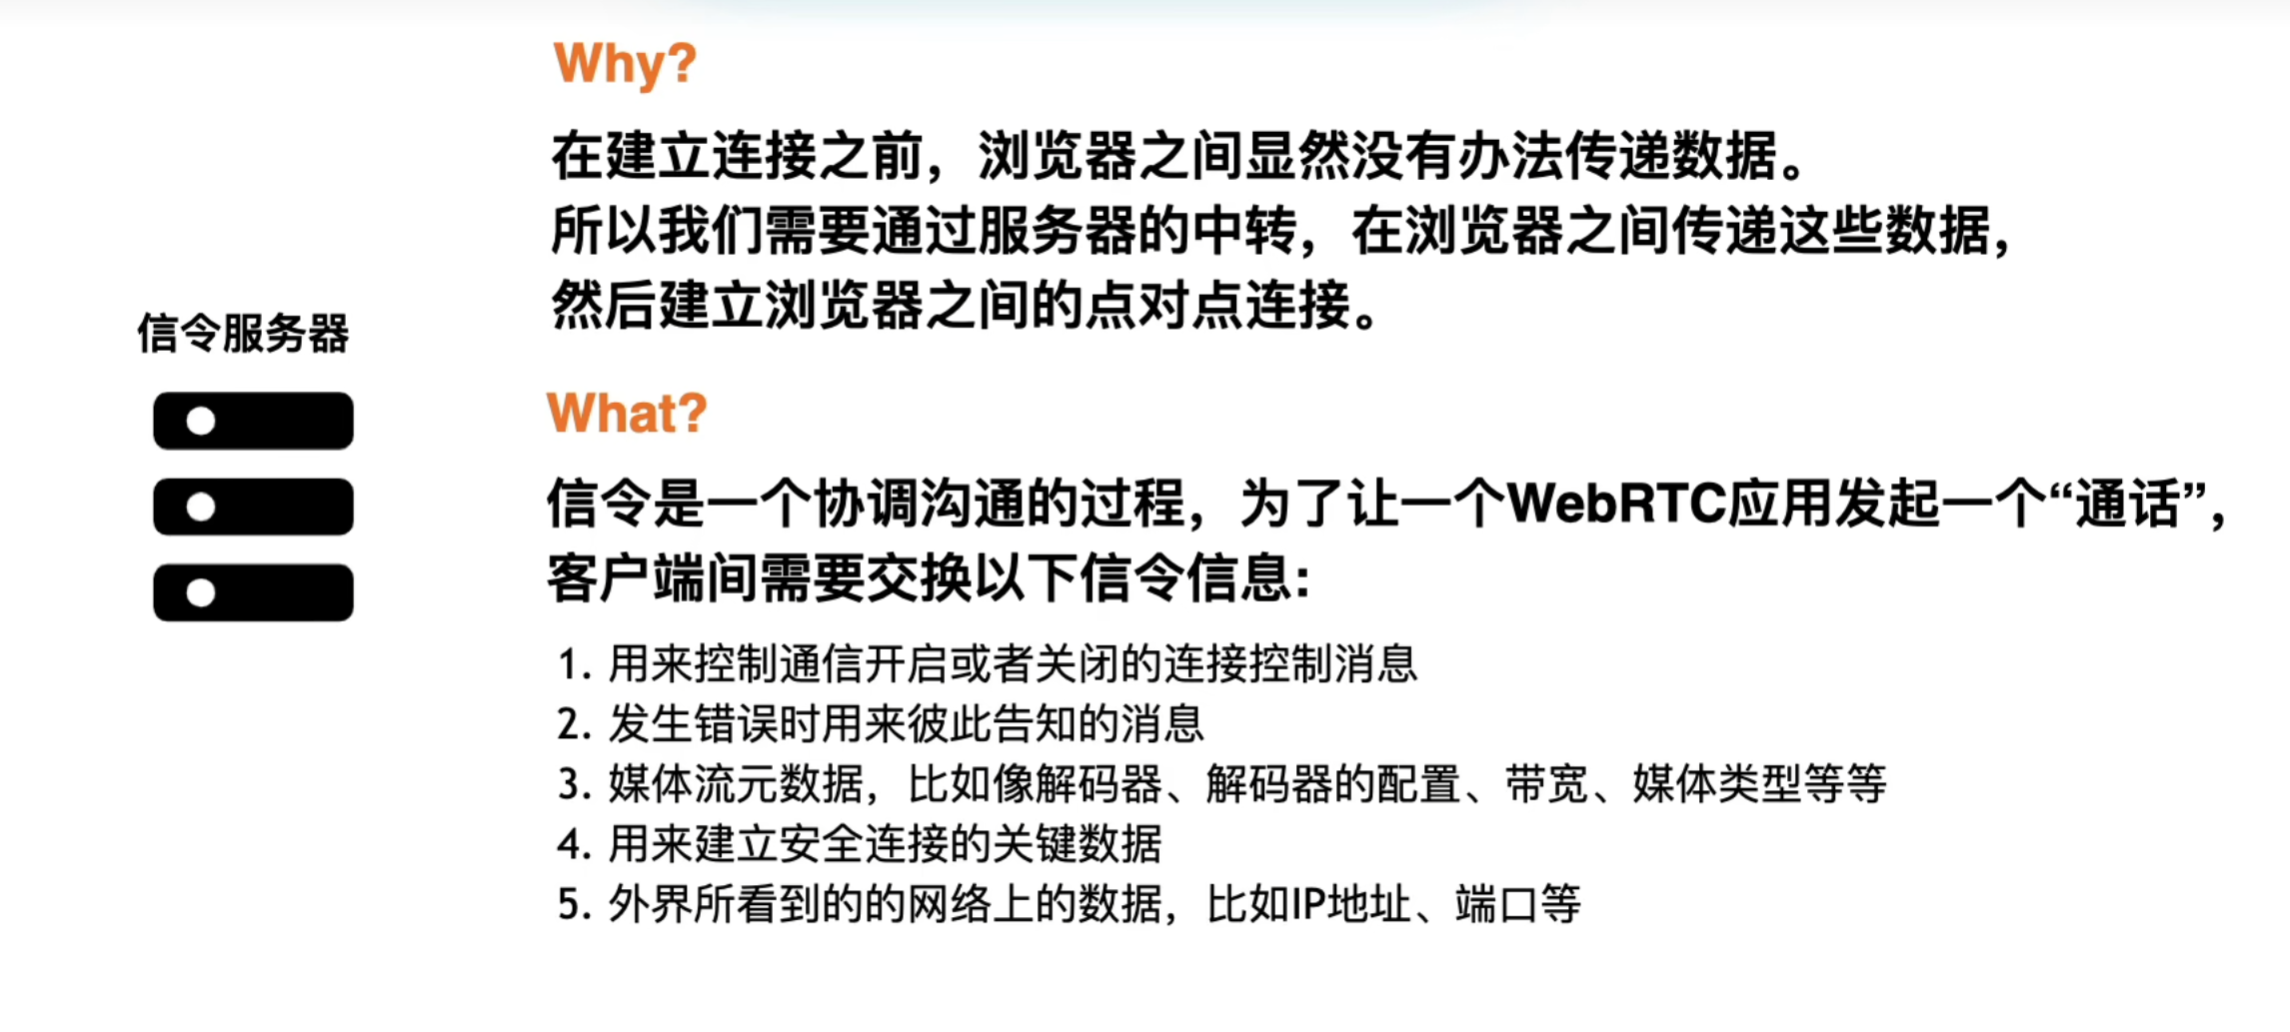 Why?
在建立连接之前，浏览器之间显然没有办法传递数据。
所以我们需要通过服务器的中转，在浏览器之间传递这些数据，
然后建立浏览器之间的点对点连接。
信令服务器
What?
信令是一个协调沟通的过程，为了让一个WebRTC应用发起一个“通话”，
客户端间需要交换以下信令信息:
1. 用来控制通信开启或者关闭的连接控制消息
2. 发生错误时用来彼此告知的消息
3. 媒体流元数据，比如像解码器、解码器的配置、带宽、媒体类型等等
4. 用来建立安全连接的关键数据
5. 外界所看到的的网络上的数据，比如IP地址、端口等